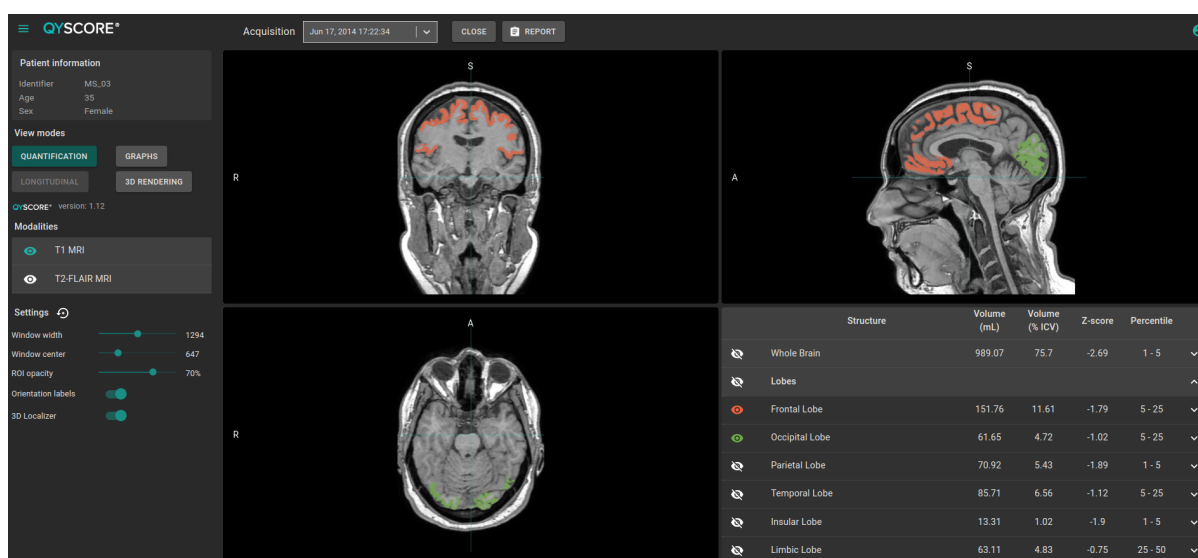 QYSCORE®
Acquisition
Jun 17, 2014 17:22:34
CLOSE
REPORT
Patient information
Identifier MS_03
Age 35
Sex Female
View modes
QUANTIFICATION GRAPHS
LONGITUDINAL 3D RENDERING
QYSCORE® version: 1.12
Modalities
T1 MRI
T2-FLAIR MRI
Settings
Window width 1294
Window center 647
ROI opacity 70%
Orientation labels
3D Localizer
S
R
S
A
A
R
Structure Volume (mL) Volume (% ICV) Z-score Percentile
Whole Brain 989.07 75.7 -2.69 1 - 5
Lobes
Frontal Lobe 151.76 11.61 -1.79 5 - 25
Occipital Lobe 61.65 4.72 -1.02 5 - 25
Parietal Lobe 70.92 5.43 -1.89 1 - 5
Temporal Lobe 85.71 6.56 -1.12 5 - 25
Insular Lobe 13.31 1.02 -1.9 1 - 5
Limbic Lobe 63.11 4.83 -0.75 25 - 50